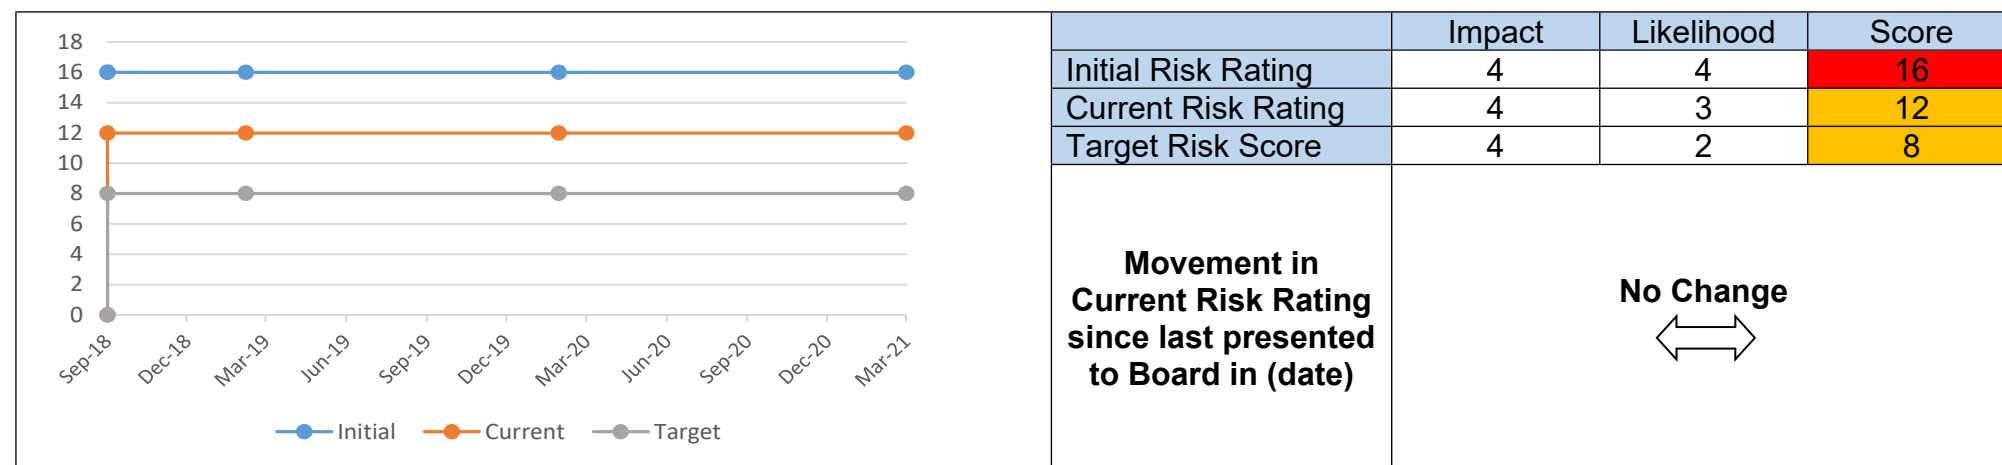 18
16
14
12
10
8
6
4
2
0
Sep-18
Dec-18
Mar-19
Jun-19
Sep-19
Dec-19
Mar-20
Jun-20
Sep-20
Dec-20
Mar-21
Initial Current Target
Impact Likelihood Score
Initial Risk Rating 4 4 16
Current Risk Rating 4 3 12
Target Risk Score 4 2 8
Movement in
Current Risk Rating
since last presented
to Board in (date)
No Change